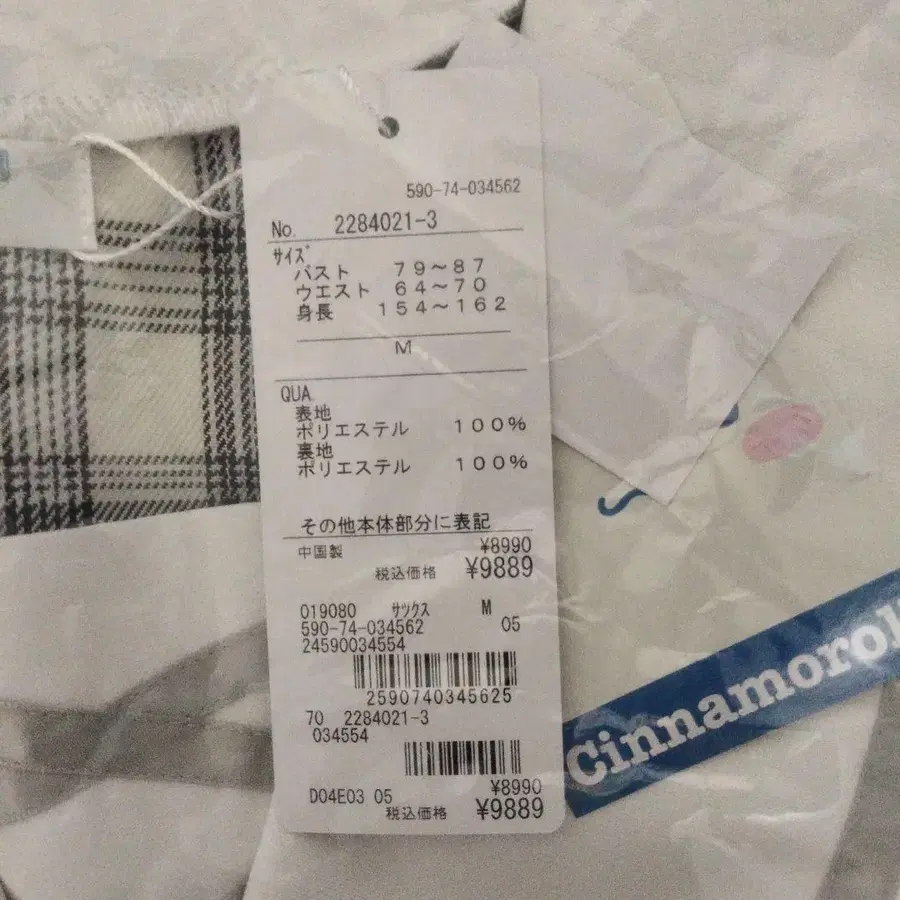 590-74-034562
No. 2284021-3
サイズ
バスト 79～87
ウエスト 64～70
身長 154～162
M
QUA.
表地
ポリエステル 100%
裏地
ポリエステル 100%
その他本体部分に表記
中国製 ¥8990
税込価格 ¥9889
019080 サックス M
590-74-034562 05
24590034554
2590740345625
70 2284021-3
034554
D04E03 05 ¥8990
税込価格 ¥9889
Cinnamoroll